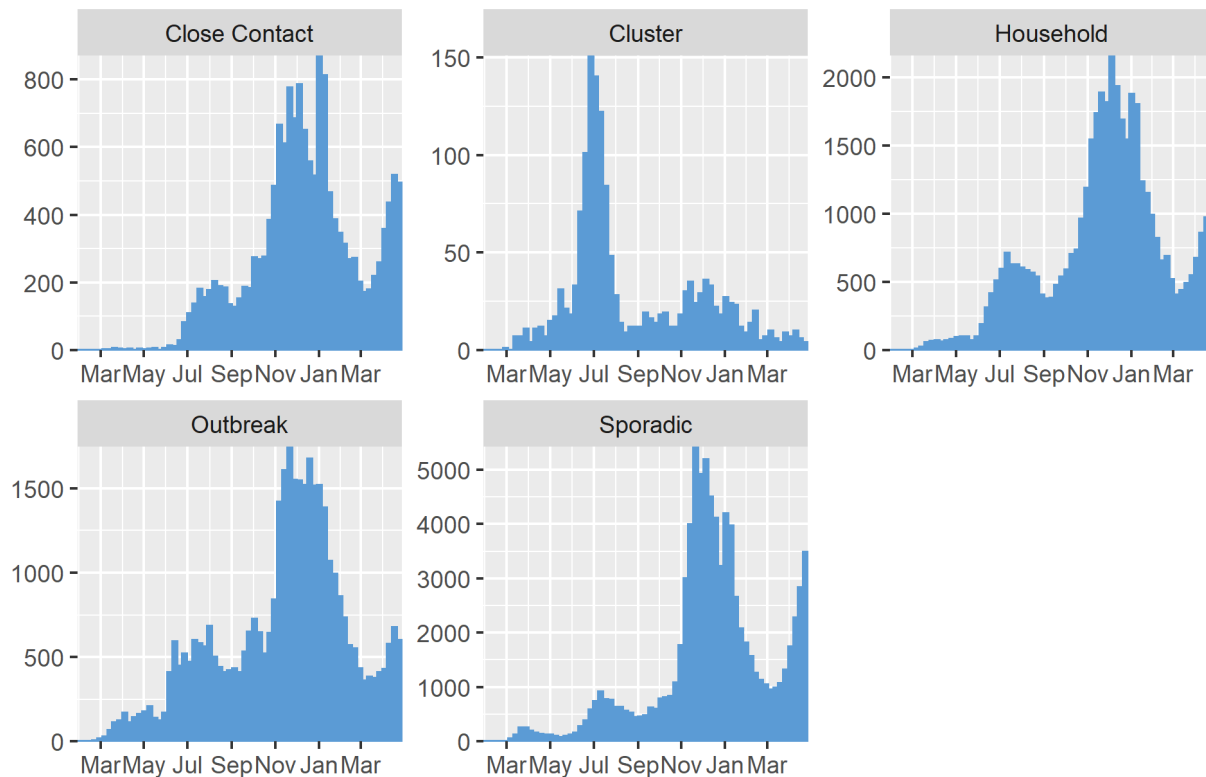 Close Contact
800
600
400
200
0
Mar May Jul Sep Nov Jan Mar
Cluster
150
100
50
0
Mar May Jul Sep Nov Jan Mar
Household
2000
1500
1000
500
0
Mar May Jul Sep Nov Jan Mar
Outbreak
1500
1000
500
0
Mar May Jul Sep Nov Jan Mar
Sporadic
5000
4000
3000
2000
1000
0
Mar May Jul Sep Nov Jan Mar